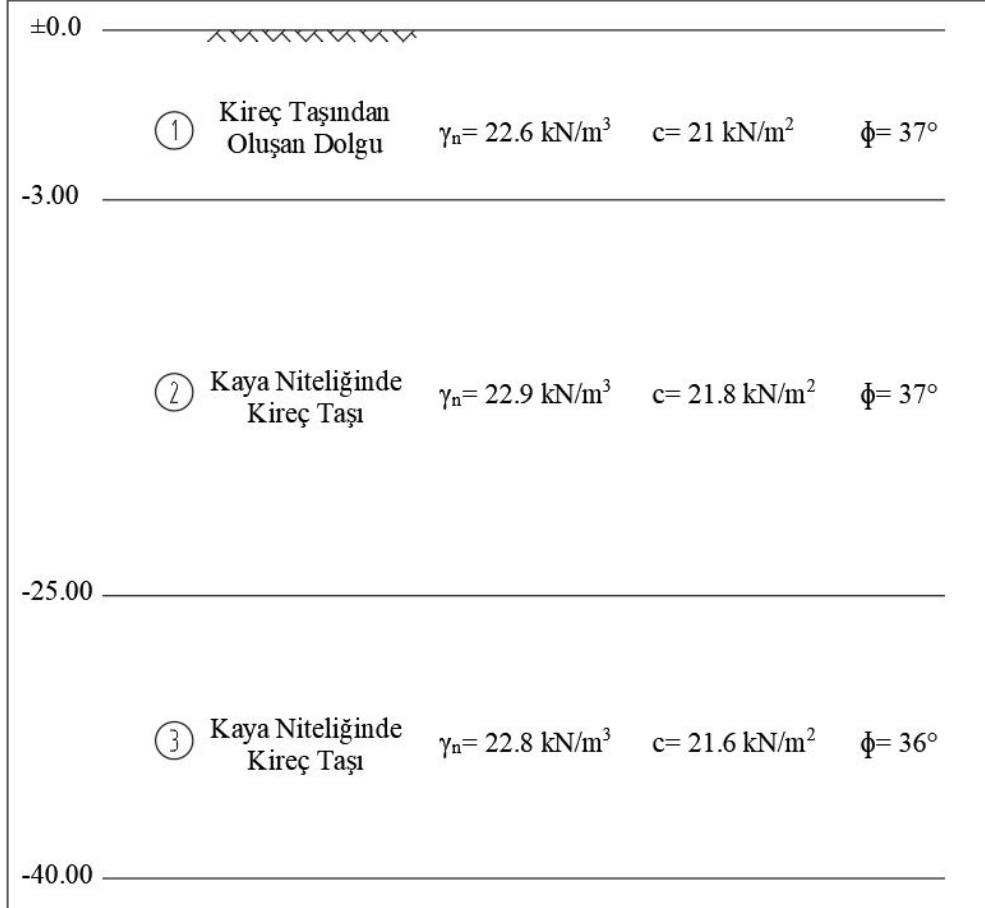 ±0.0
① Kireç Taşından
Oluşan Dolgu
γₙ= 22.6 kN/m³ c= 21 kN/m² ϕ= 37°
-3.00
② Kaya Niteliğinde
Kireç Taşı
γₙ= 22.9 kN/m³ c= 21.8 kN/m² ϕ= 37°
-25.00
③ Kaya Niteliğinde
Kireç Taşı
γₙ= 22.8 kN/m³ c= 21.6 kN/m² ϕ= 36°
-40.00